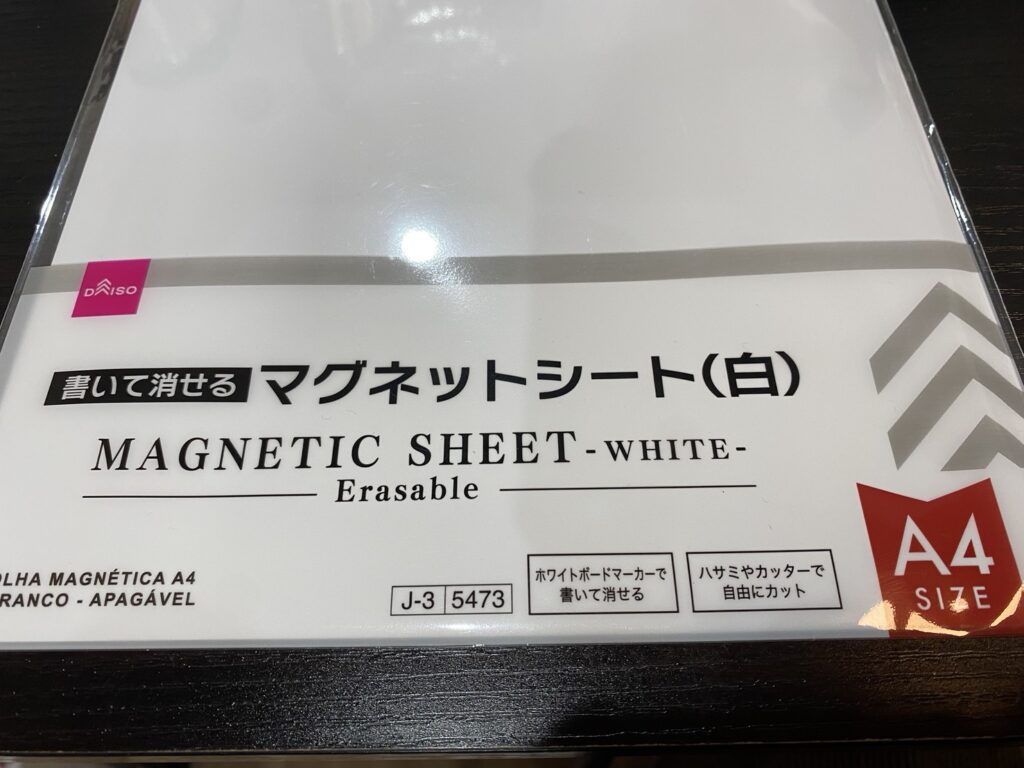 DAISO
書いて消せる マグネットシート(白)
MAGNETIC SHEET -WHITE-
Erasable
OLHA MAGNÉTICA A4
RANCO - APAGÁVEL
J-3 5473
ホワイトボードマーカーで
書いて消せる
ハサミやカッターで
自由にカット
A4
SIZE